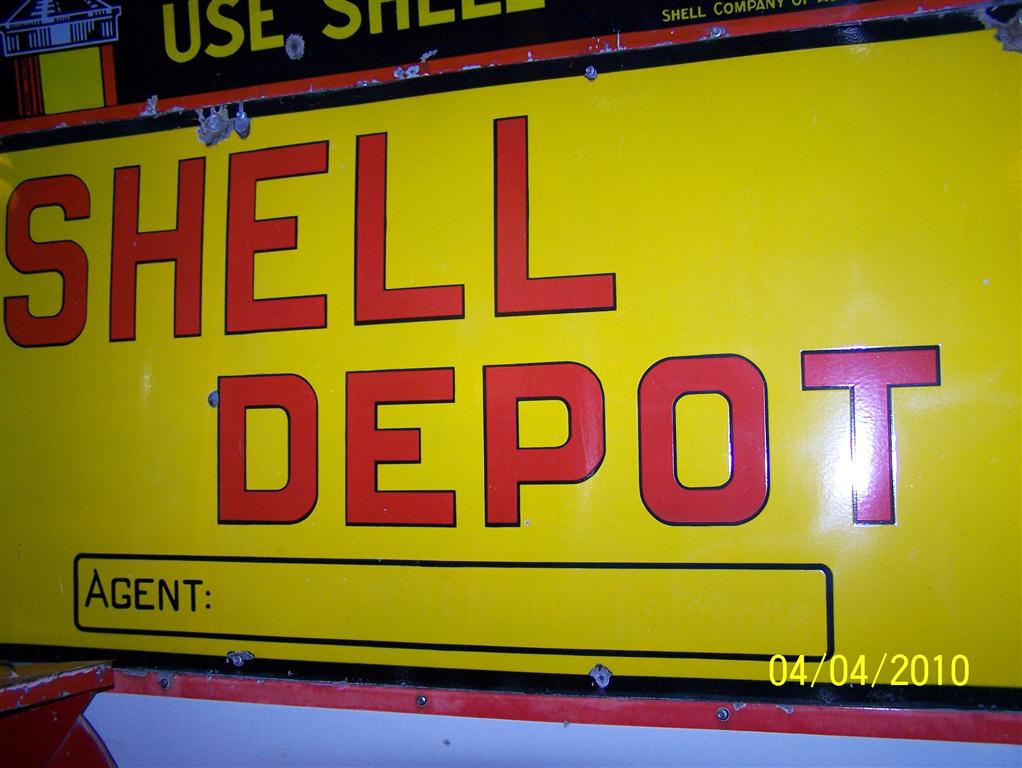 USE SHELL
SHELL COMPANY OF
SHELL
DEPOT
AGENT:
04/04/2010